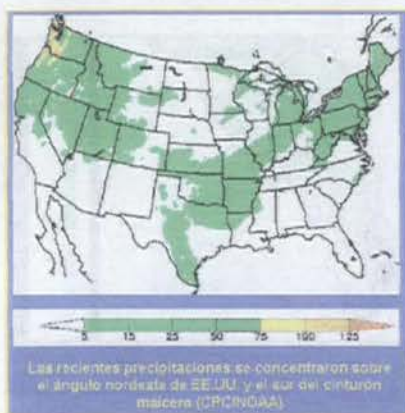 5 15 25 50 75 100 125
Las recientes precipitaciones se concentraron sobre
el ángulo nordeste de EE.UU. y el sur del cinturón
maicero (CPC/NOAA).